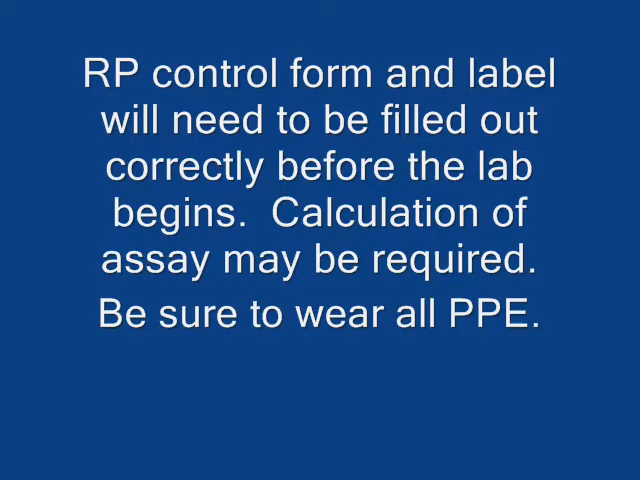 RP control form and label
will need to be filled out
correctly before the lab
begins.  Calculation of
assay may be required.
Be sure to wear all PPE.